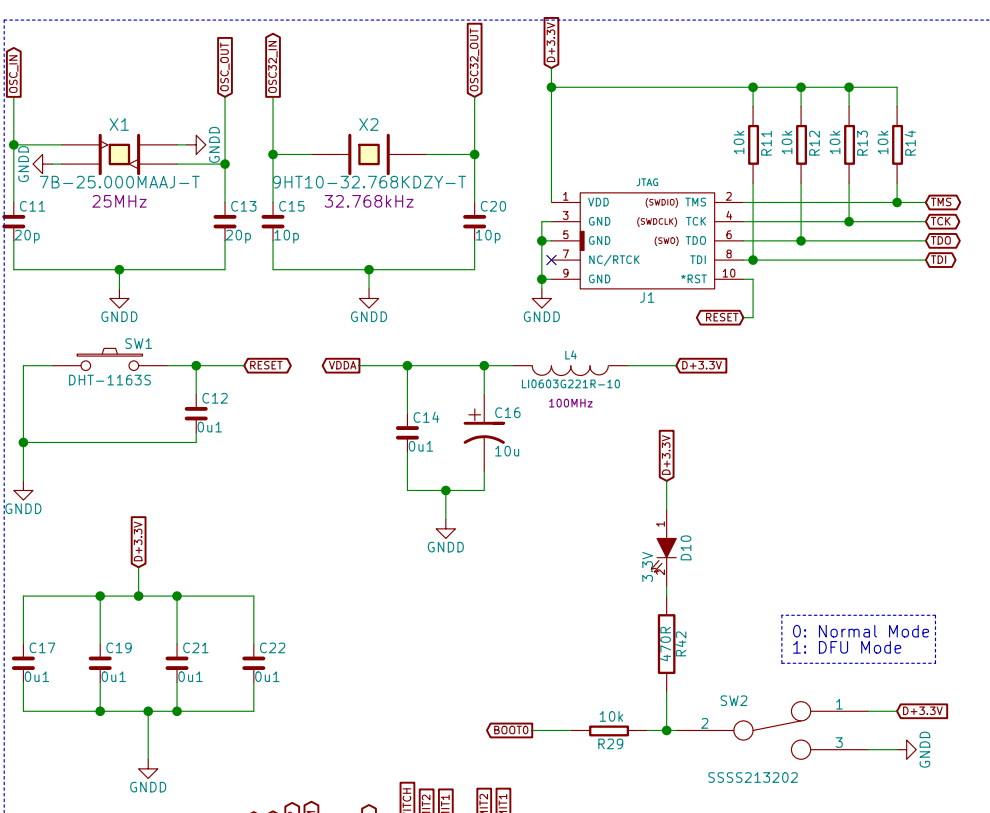 OSC_IN
OSC_OUT
OSC32_IN
OSC32_OUT
D+3.3V
X1
GNDD
GNDD
7B-25.000MAAJ-T
25MHz
C11
20p
C13
20p
GNDD
X2
9HT10-32.768KDZY-T
32.768kHz
C15
10p
C20
10p
GNDD
10k
R11
10k
R12
10k
R13
10k
R14
JTAG
1 VDD (SWDIO) TMS 2
3 GND (SWDCLK) TCK 4
5 GND (SWO) TDO 6
7 NC/RTCK TDI 8
9 GND *RST 10
J1
TMS
TCK
TDO
TDI
GNDD
RESET
SW1
DHT-1163S
RESET
C12
0u1
GNDD
VDDA
L4
LI0603G221R-10
100MHz
D+3.3V
C14
0u1
C16
10u
GNDD
D+3.3V
C17
0u1
C19
0u1
C21
0u1
C22
0u1
GNDD
D+3.3V
1
D10
3.3V
2
470R
R42
0: Normal Mode
1: DFU Mode
BOOT0
10k
R29
SW2
2
1
D+3.3V
3
GNDD
SSSS213202